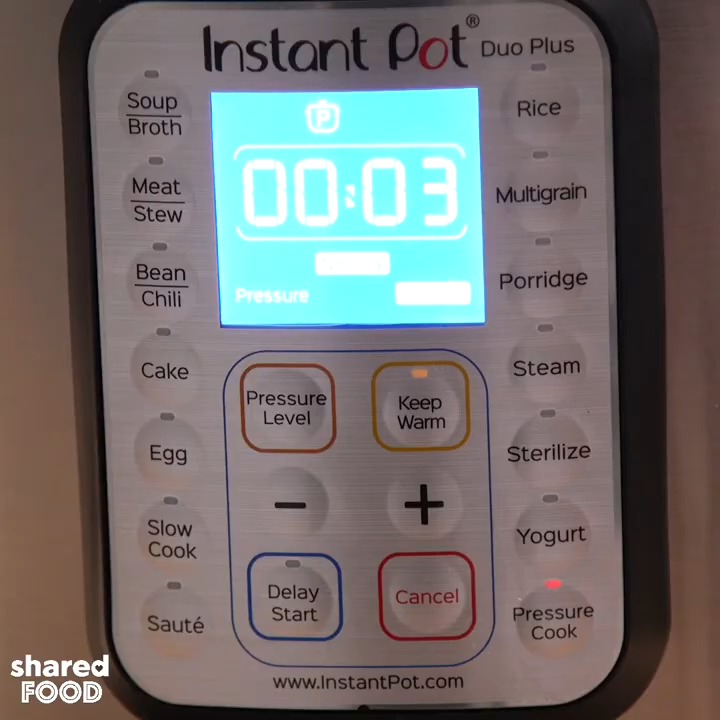 Instant Pot® Duo Plus
P
00:03
Pressure
Soup
Broth
Meat
Stew
Bean
Chili
Cake
Egg
Slow
Cook
Sauté
Pressure
Level
Keep
Warm
−
+
Delay
Start
Cancel
Rice
Multigrain
Porridge
Steam
Sterilize
Yogurt
Pressure
Cook
www.InstantPot.com
shared
FOOD